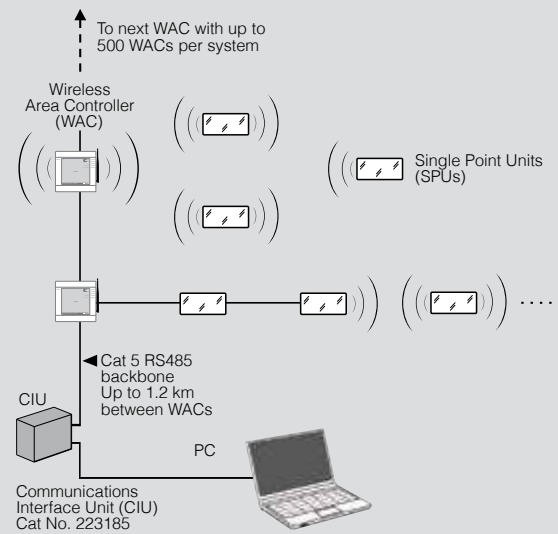 To next WAC with up to
500 WACs per system
Wireless
Area Controller
(WAC)
Single Point Units
(SPUs)
Cat 5 RS485
backbone
Up to 1.2 km
between WACs
CIU
PC
Communications
Interface Unit (CIU)
Cat No. 223185